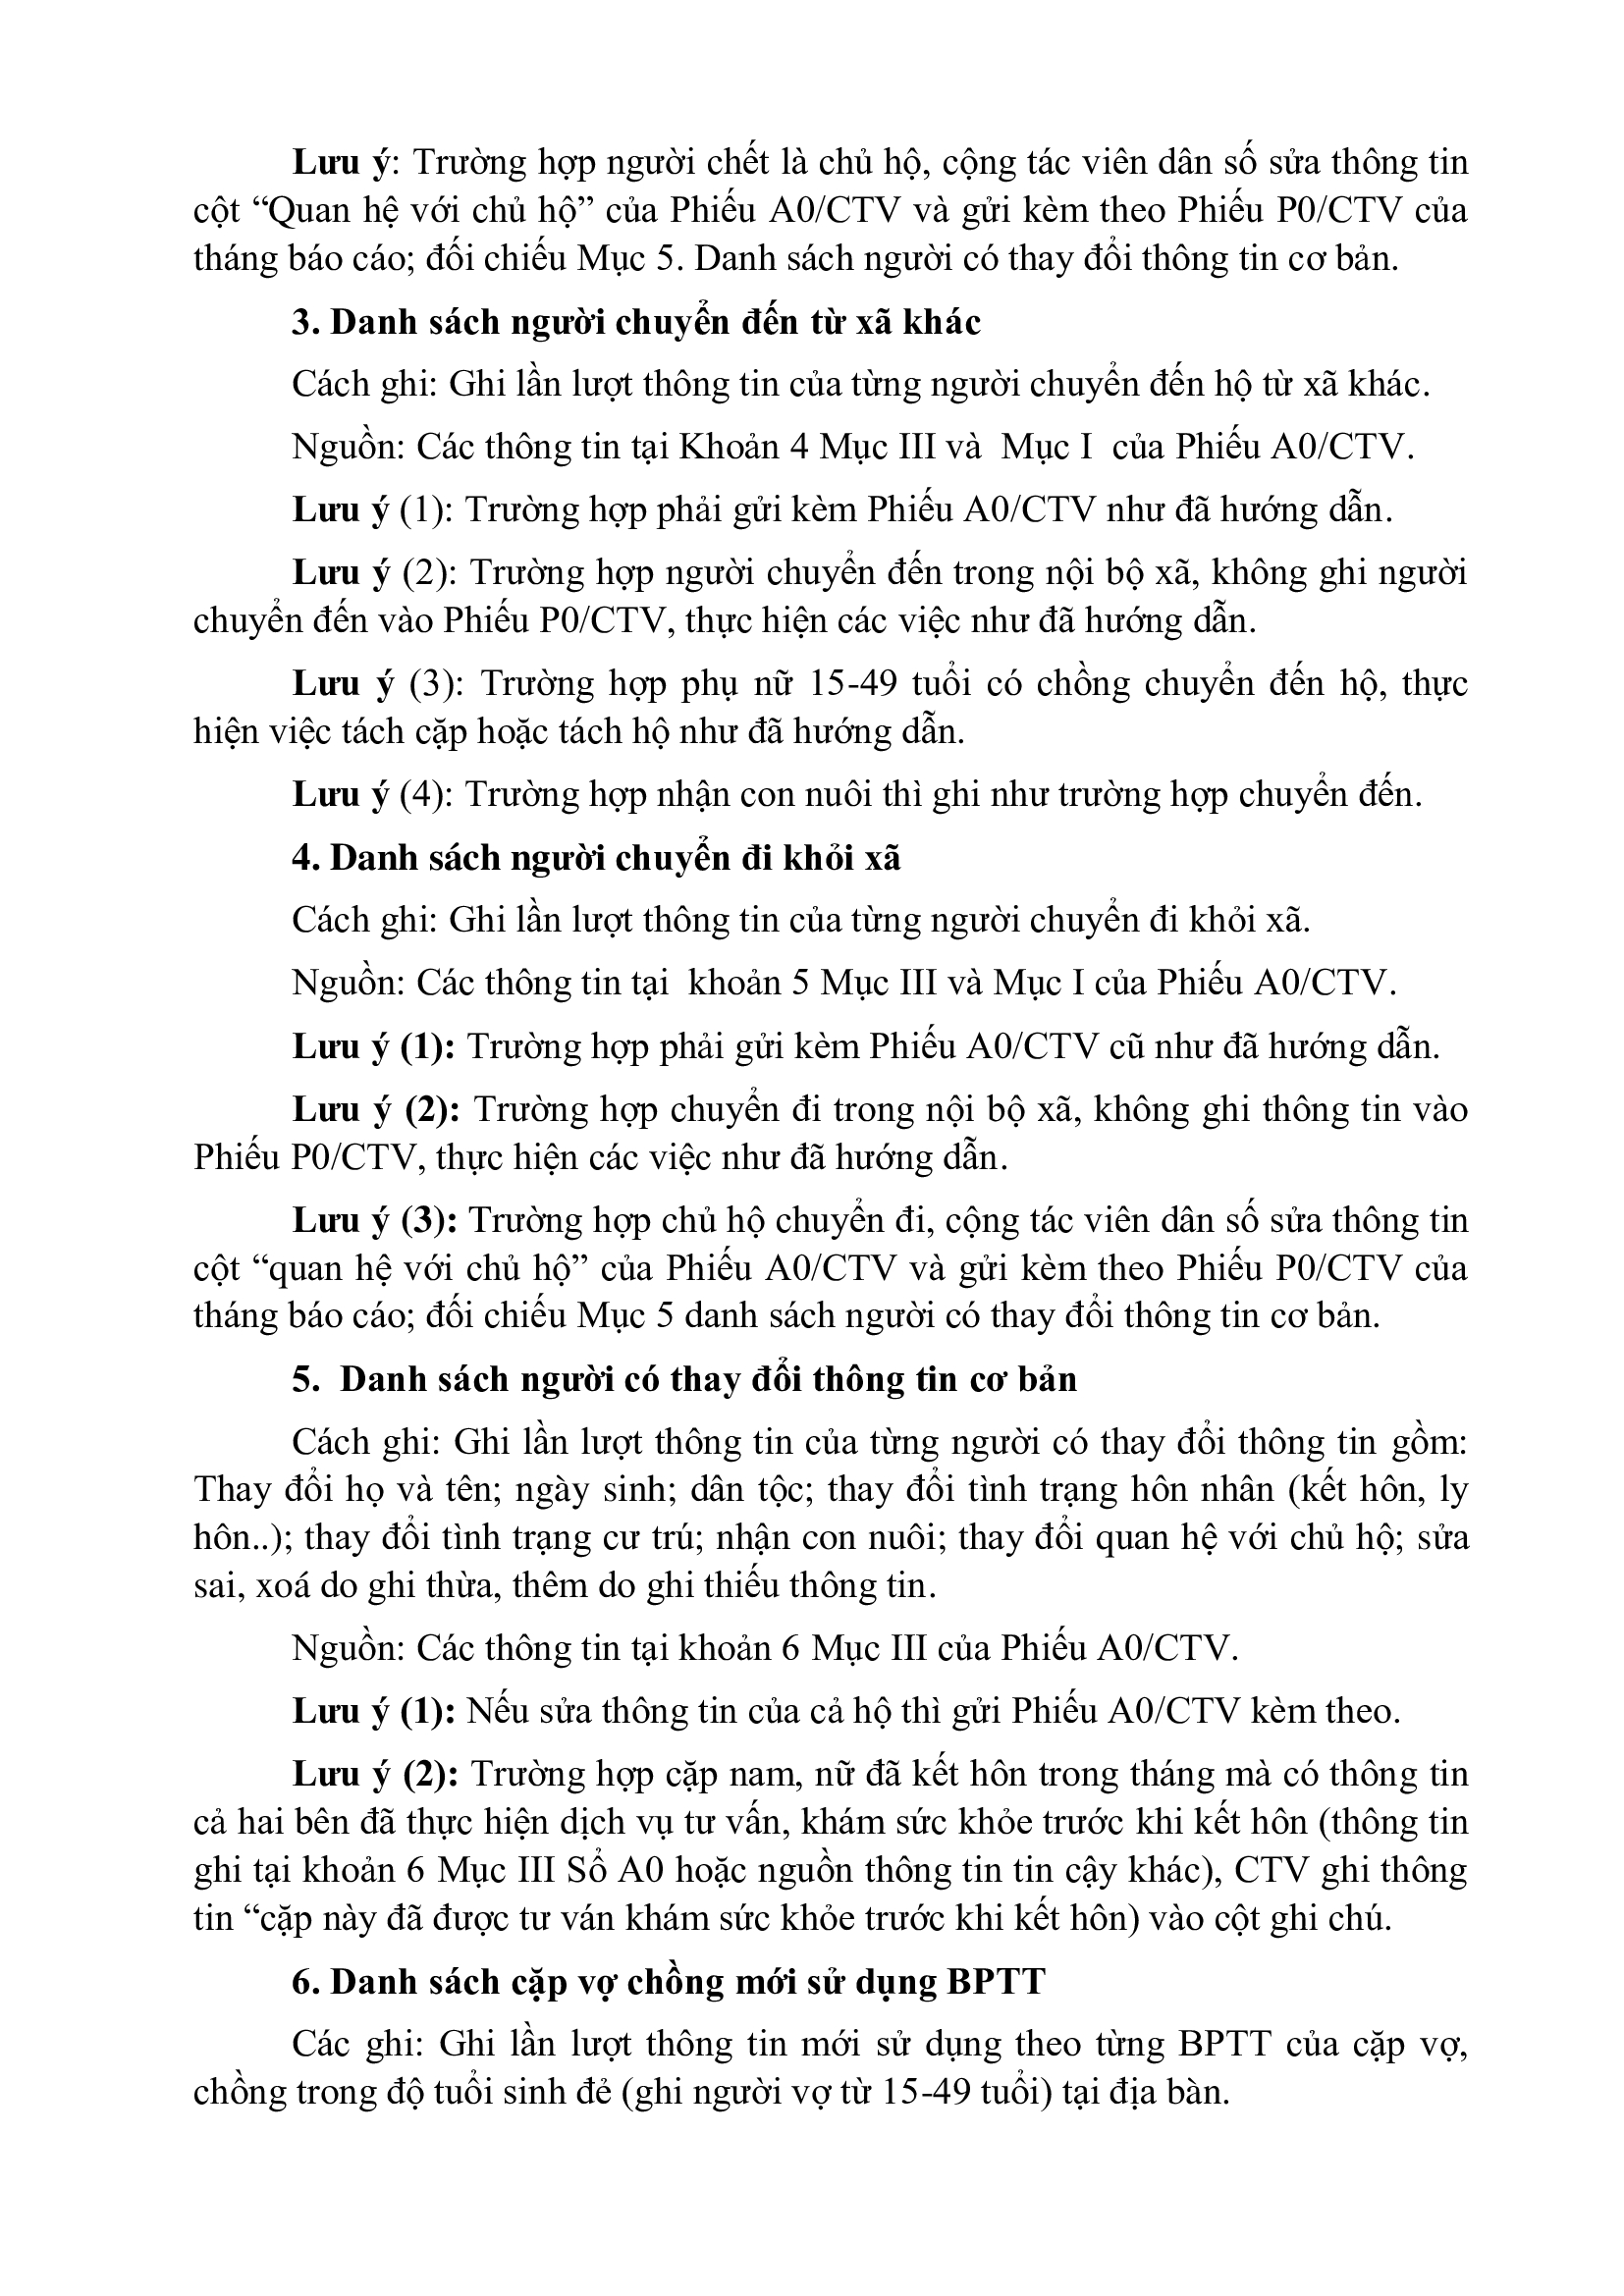 Lưu ý: Trường hợp người chết là chủ hộ, cộng tác viên dân số sửa thông tin
cột “Quan hệ với chủ hộ” của Phiếu A0/CTV và gửi kèm theo Phiếu P0/CTV của
tháng báo cáo; đối chiếu Mục 5. Danh sách người có thay đổi thông tin cơ bản.
3. Danh sách người chuyển đến từ xã khác
Cách ghi: Ghi lần lượt thông tin của từng người chuyển đến hộ từ xã khác.
Nguồn: Các thông tin tại Khoản 4 Mục III và  Mục I  của Phiếu A0/CTV.
Lưu ý (1): Trường hợp phải gửi kèm Phiếu A0/CTV như đã hướng dẫn.
Lưu ý (2): Trường hợp người chuyển đến trong nội bộ xã, không ghi người
chuyển đến vào Phiếu P0/CTV, thực hiện các việc như đã hướng dẫn.
Lưu ý (3): Trường hợp phụ nữ 15-49 tuổi có chồng chuyển đến hộ, thực
hiện việc tách cặp hoặc tách hộ như đã hướng dẫn.
Lưu ý (4): Trường hợp nhận con nuôi thì ghi như trường hợp chuyển đến.
4. Danh sách người chuyển đi khỏi xã
Cách ghi: Ghi lần lượt thông tin của từng người chuyển đi khỏi xã.
Nguồn: Các thông tin tại  khoản 5 Mục III và Mục I của Phiếu A0/CTV.
Lưu ý (1): Trường hợp phải gửi kèm Phiếu A0/CTV cũ như đã hướng dẫn.
Lưu ý (2): Trường hợp chuyển đi trong nội bộ xã, không ghi thông tin vào
Phiếu P0/CTV, thực hiện các việc như đã hướng dẫn.
Lưu ý (3): Trường hợp chủ hộ chuyển đi, cộng tác viên dân số sửa thông tin
cột “quan hệ với chủ hộ” của Phiếu A0/CTV và gửi kèm theo Phiếu P0/CTV của
tháng báo cáo; đối chiếu Mục 5 danh sách người có thay đổi thông tin cơ bản.
5.  Danh sách người có thay đổi thông tin cơ bản
Cách ghi: Ghi lần lượt thông tin của từng người có thay đổi thông tin gồm:
Thay đổi họ và tên; ngày sinh; dân tộc; thay đổi tình trạng hôn nhân (kết hôn, ly
hôn..); thay đổi tình trạng cư trú; nhận con nuôi; thay đổi quan hệ với chủ hộ; sửa
sai, xoá do ghi thừa, thêm do ghi thiếu thông tin.
Nguồn: Các thông tin tại khoản 6 Mục III của Phiếu A0/CTV.
Lưu ý (1): Nếu sửa thông tin của cả hộ thì gửi Phiếu A0/CTV kèm theo.
Lưu ý (2): Trường hợp cặp nam, nữ đã kết hôn trong tháng mà có thông tin
cả hai bên đã thực hiện dịch vụ tư vấn, khám sức khỏe trước khi kết hôn (thông tin
ghi tại khoản 6 Mục III Sổ A0 hoặc nguồn thông tin tin cậy khác), CTV ghi thông
tin “cặp này đã được tư ván khám sức khỏe trước khi kết hôn) vào cột ghi chú.
6. Danh sách cặp vợ chồng mới sử dụng BPTT
Các ghi: Ghi lần lượt thông tin mới sử dụng theo từng BPTT của cặp vợ,
chồng trong độ tuổi sinh đẻ (ghi người vợ từ 15-49 tuổi) tại địa bàn.